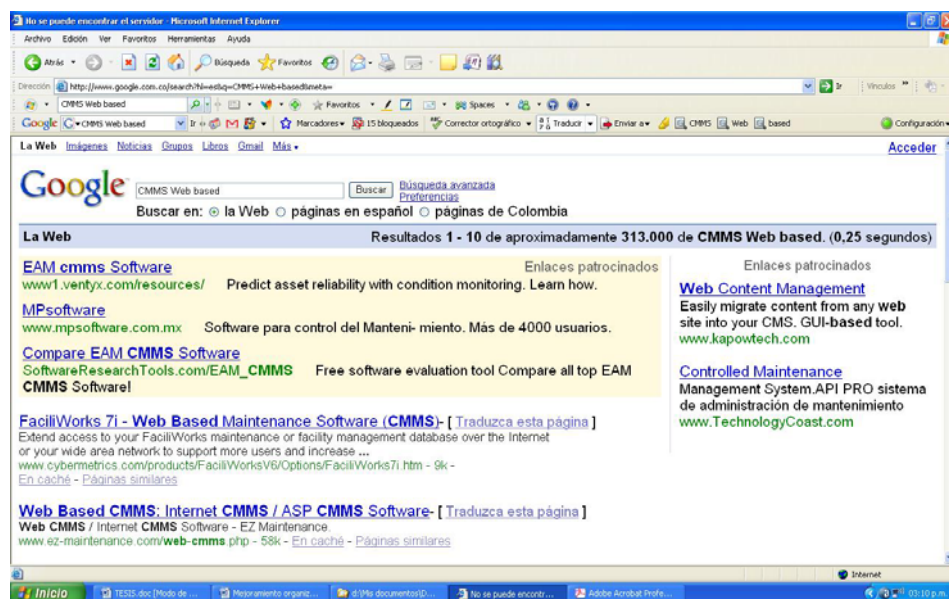 No se puede encontrar el servidor - Microsoft Internet Explorer
Archivo Edición Ver Favoritos Herramientas Ayuda
Atrás Búsqueda Favoritos
Dirección http://www.google.com.co/search?hl=es&q=CMMS+Web+based&meta= Ir Vínculos
CMMS Web based Favoritos Spaces
Google CMMS Web based Ir Marcadores 15 bloqueados Corrector ortográfico Traducir Enviar a CMMS Web based Configuración
La Web Imágenes Noticias Grupos Libros Gmail Más Acceder
Google CMMS Web based Buscar Búsqueda avanzada
Preferencias
Buscar en: la Web páginas en español páginas de Colombia
La Web Resultados 1 - 10 de aproximadamente 313.000 de CMMS Web based. (0,25 segundos)
EAM cmms Software Enlaces patrocinados
www1.ventyx.com/resources/ Predict asset reliability with condition monitoring. Learn how.
MPsoftware
www.mpsoftware.com.mx Software para control del Manteni- miento. Más de 4000 usuarios.
Compare EAM CMMS Software
SoftwareResearchTools.com/EAM_CMMS Free software evaluation tool Compare all top EAM
CMMS Software!
Enlaces patrocinados
Web Content Management
Easily migrate content from any web
site into your CMS. GUI-based tool.
www.kapowtech.com
Controlled Maintenance
Management System.API PRO sistema
de administración de mantenimiento
www.TechnologyCoast.com
FaciliWorks 7i - Web Based Maintenance Software (CMMS)- [ Traduzca esta página ]
Extend access to your FaciliWorks maintenance or facility management database over the Internet
or your wide area network to support more users and increase ...
www.cybermetrics.com/products/FaciliWorksV6/Options/FaciliWorks7i.htm - 9k -
En caché - Páginas similares
Web Based CMMS: Internet CMMS / ASP CMMS Software- [ Traduzca esta página ]
Web CMMS / Internet CMMS Software - EZ Maintenance.
www.ez-maintenance.com/web-cmms.php - 58k - En caché - Páginas similares
Internet
Inicio TESIS.doc [Modo de ... Mejoramiento organiz... d:\Mis documentos\D... No se puede encontr... Adobe Acrobat Profe... 03:10 p.m.